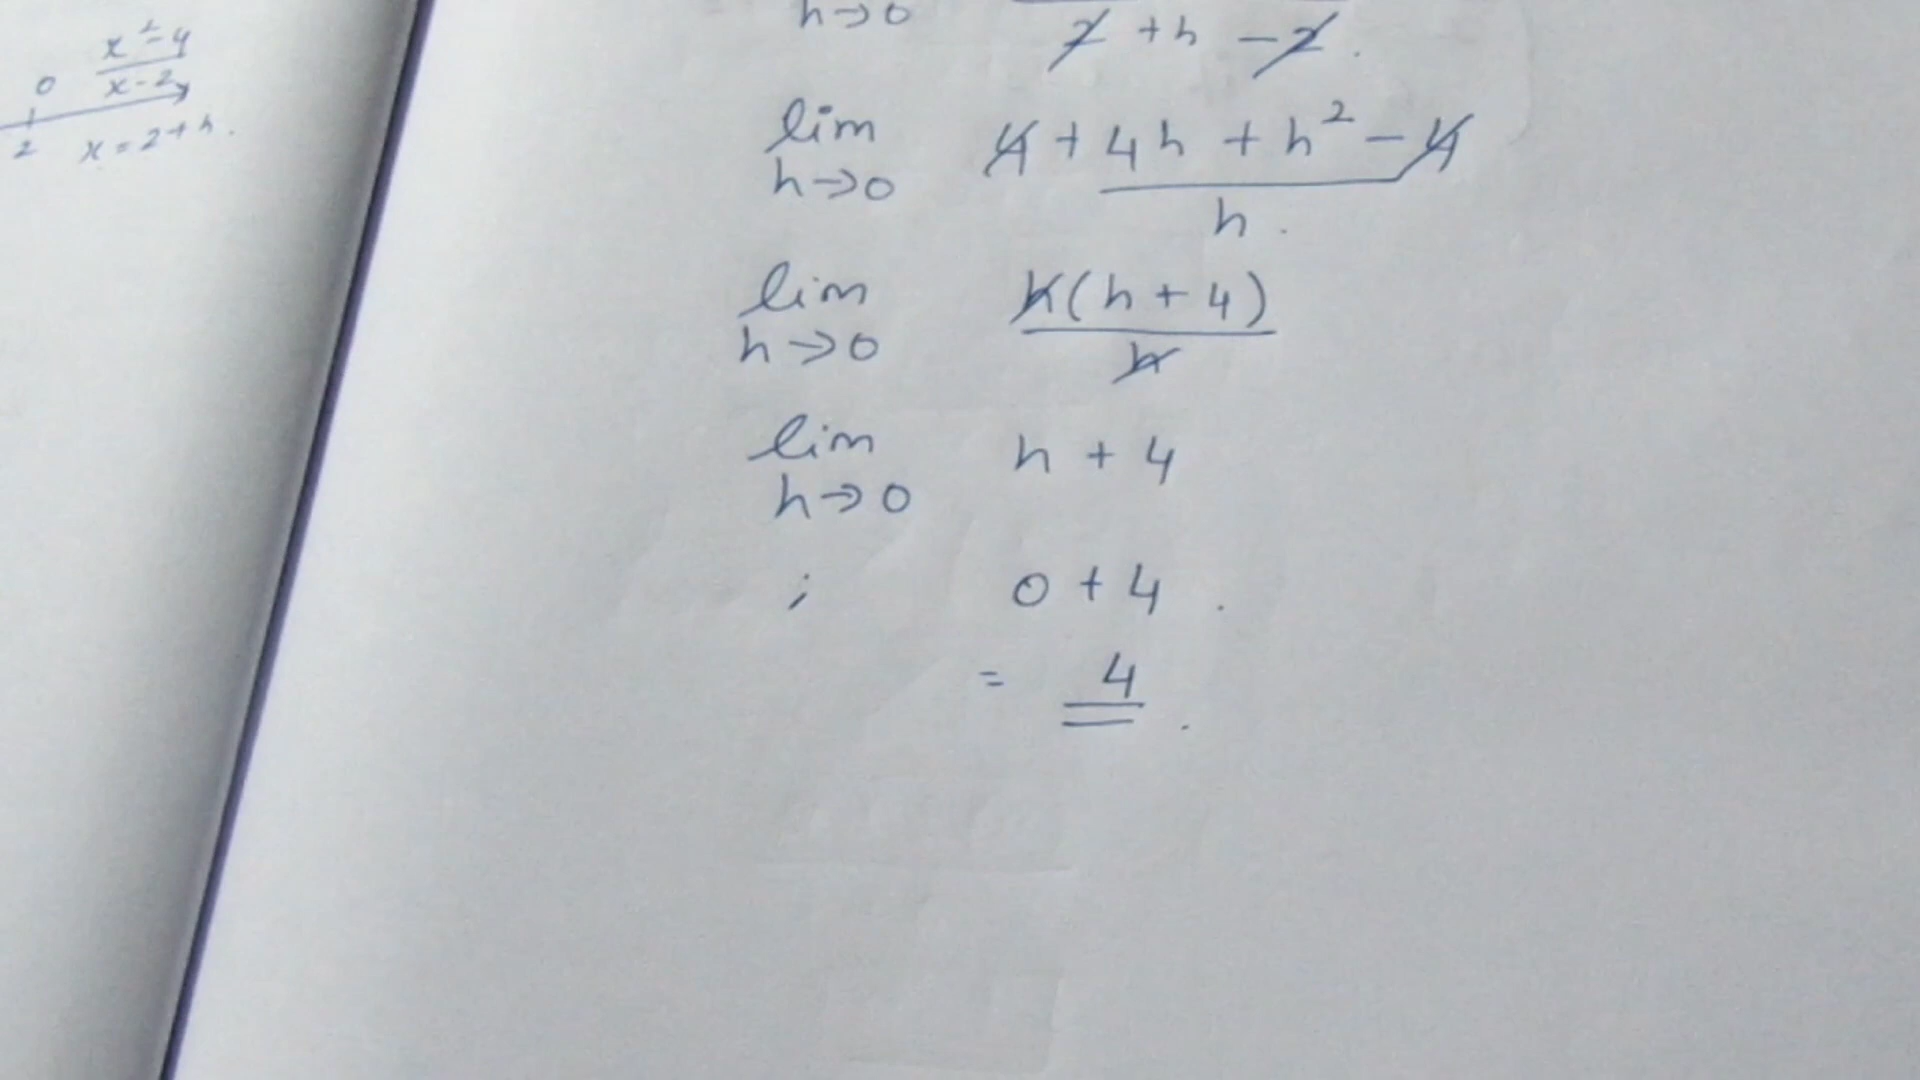 x² - 4
0 x - 2
2 x = 2 + h .
h→0 2 + h - 2 .
lim 4 + 4h + h² - 4
h→0 h .
lim h(h + 4)
h→0 h
lim h + 4
h→0
; 0 + 4 .
= 4 .